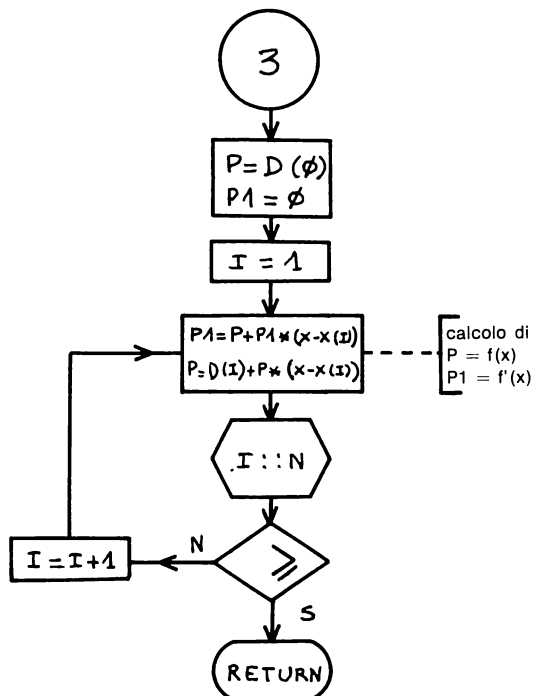 3
P=D(ø)
P1=ø
I=1
P1=P+P1*(x-x(I))
P=D(I)+P*(x-x(I))
calcolo di
P = f(x)
P1 = f'(x)
.I::N
N
≥
I=I+1
S
RETURN